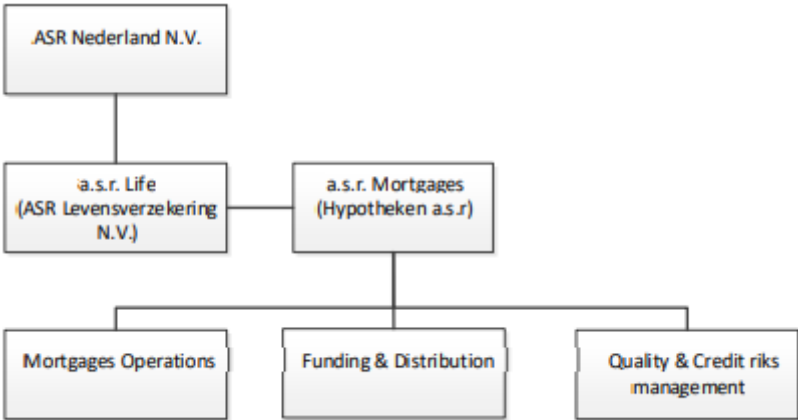 ASR Nederland N.V.
a.s.r. Life
(ASR Levensverzekering
N.V.)
a.s.r. Mortgages
(Hypotheken a.s.r)
Mortgages Operations
Funding & Distribution
Quality & Credit riks
management